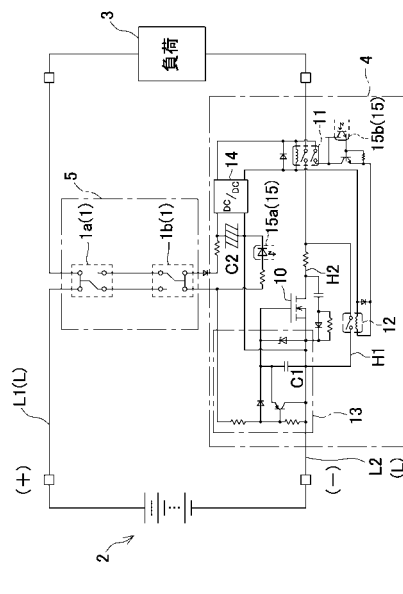 3
負荷
4
5
1a(1)
1b(1)
14
DC/DC
15a(15)
11
15b(15)
C2
10
H2
12
H1
C1
13
L1(L)
L2
(L)
(+)
(-)
2